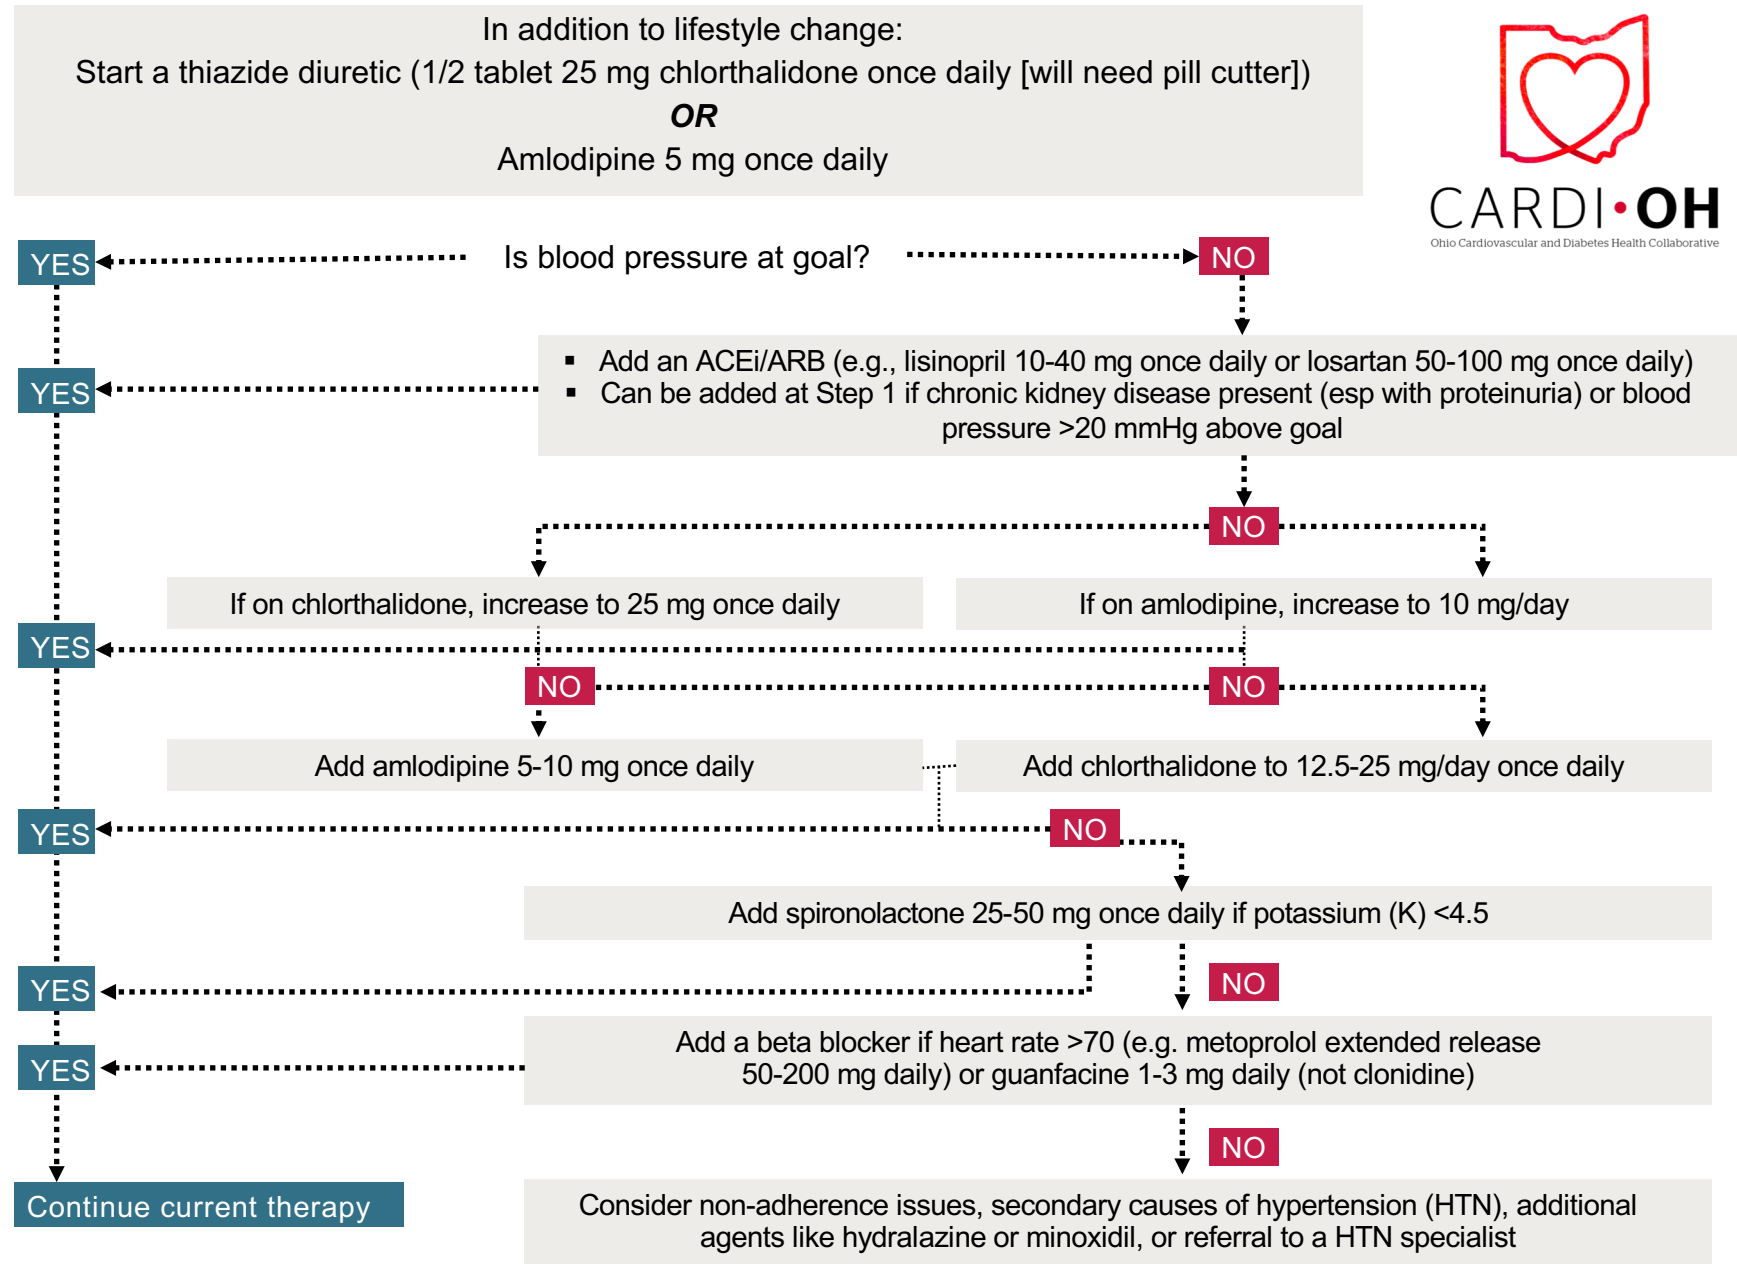 In addition to lifestyle change:
Start a thiazide diuretic (1/2 tablet 25 mg chlorthalidone once daily [will need pill cutter])
OR
Amlodipine 5 mg once daily
CARDI•OH
Ohio Cardiovascular and Diabetes Health Collaborative
YES
Is blood pressure at goal?
NO
▪ Add an ACEi/ARB (e.g., lisinopril 10-40 mg once daily or losartan 50-100 mg once daily)
▪ Can be added at Step 1 if chronic kidney disease present (esp with proteinuria) or blood
pressure >20 mmHg above goal
YES
NO
If on chlorthalidone, increase to 25 mg once daily
If on amlodipine, increase to 10 mg/day
YES
NO
NO
Add amlodipine 5-10 mg once daily
Add chlorthalidone to 12.5-25 mg/day once daily
YES
NO
Add spironolactone 25-50 mg once daily if potassium (K) <4.5
YES
NO
Add a beta blocker if heart rate >70 (e.g. metoprolol extended release
50-200 mg daily) or guanfacine 1-3 mg daily (not clonidine)
YES
NO
Continue current therapy
Consider non-adherence issues, secondary causes of hypertension (HTN), additional
agents like hydralazine or minoxidil, or referral to a HTN specialist